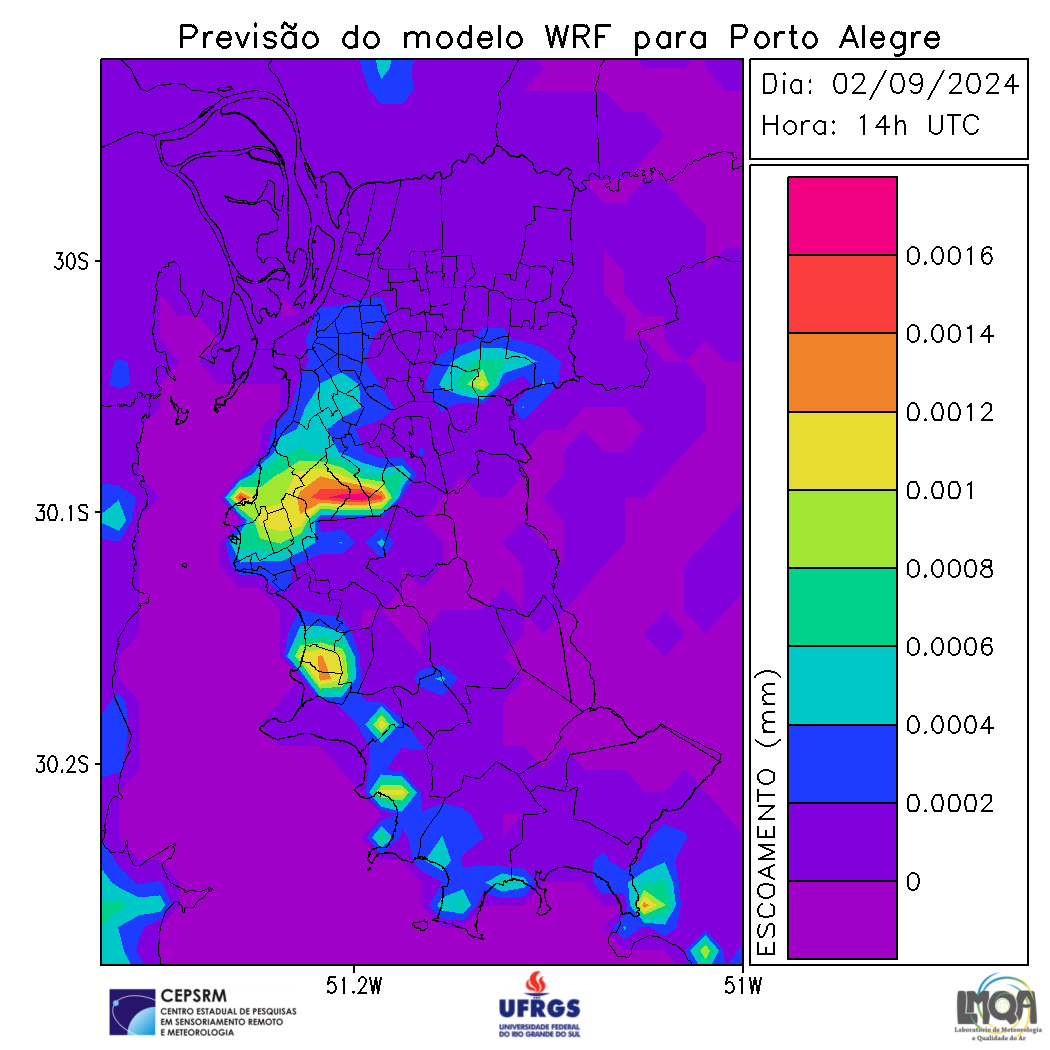 Previsão do modelo WRF para Porto Alegre
Dia: 02/09/2024
Hora: 14h UTC
30S
30.1S
30.2S
51.2W
51W
ESCOAMENTO (mm)
0.0016
0.0014
0.0012
0.001
0.0008
0.0006
0.0004
0.0002
0
CEPSRM
CENTRO ESTADUAL DE PESQUISAS
EM SENSORIAMENTO REMOTO
E METEOROLOGIA
UFRGS
UNIVERSIDADE FEDERAL
DO RIO GRANDE DO SUL
LMQA
Laboratório de Meteorologia
e Qualidade do Ar